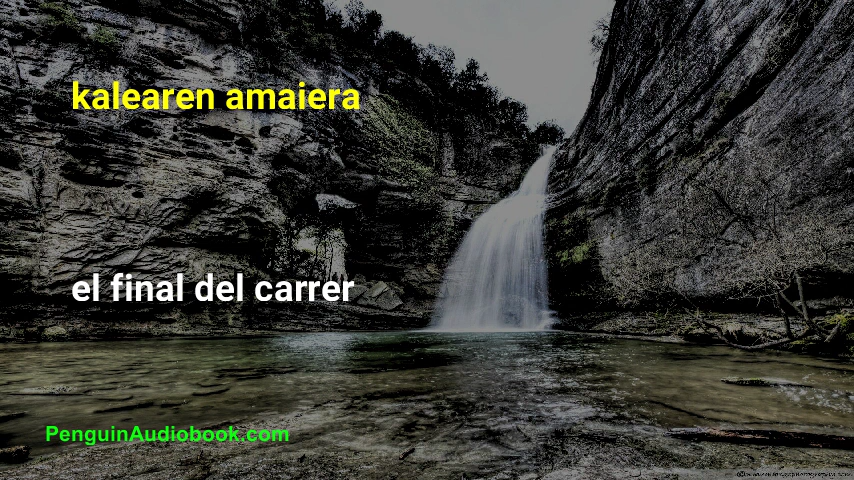 kalearen amaiera
el final del carrer
PenguinAudiobook.com